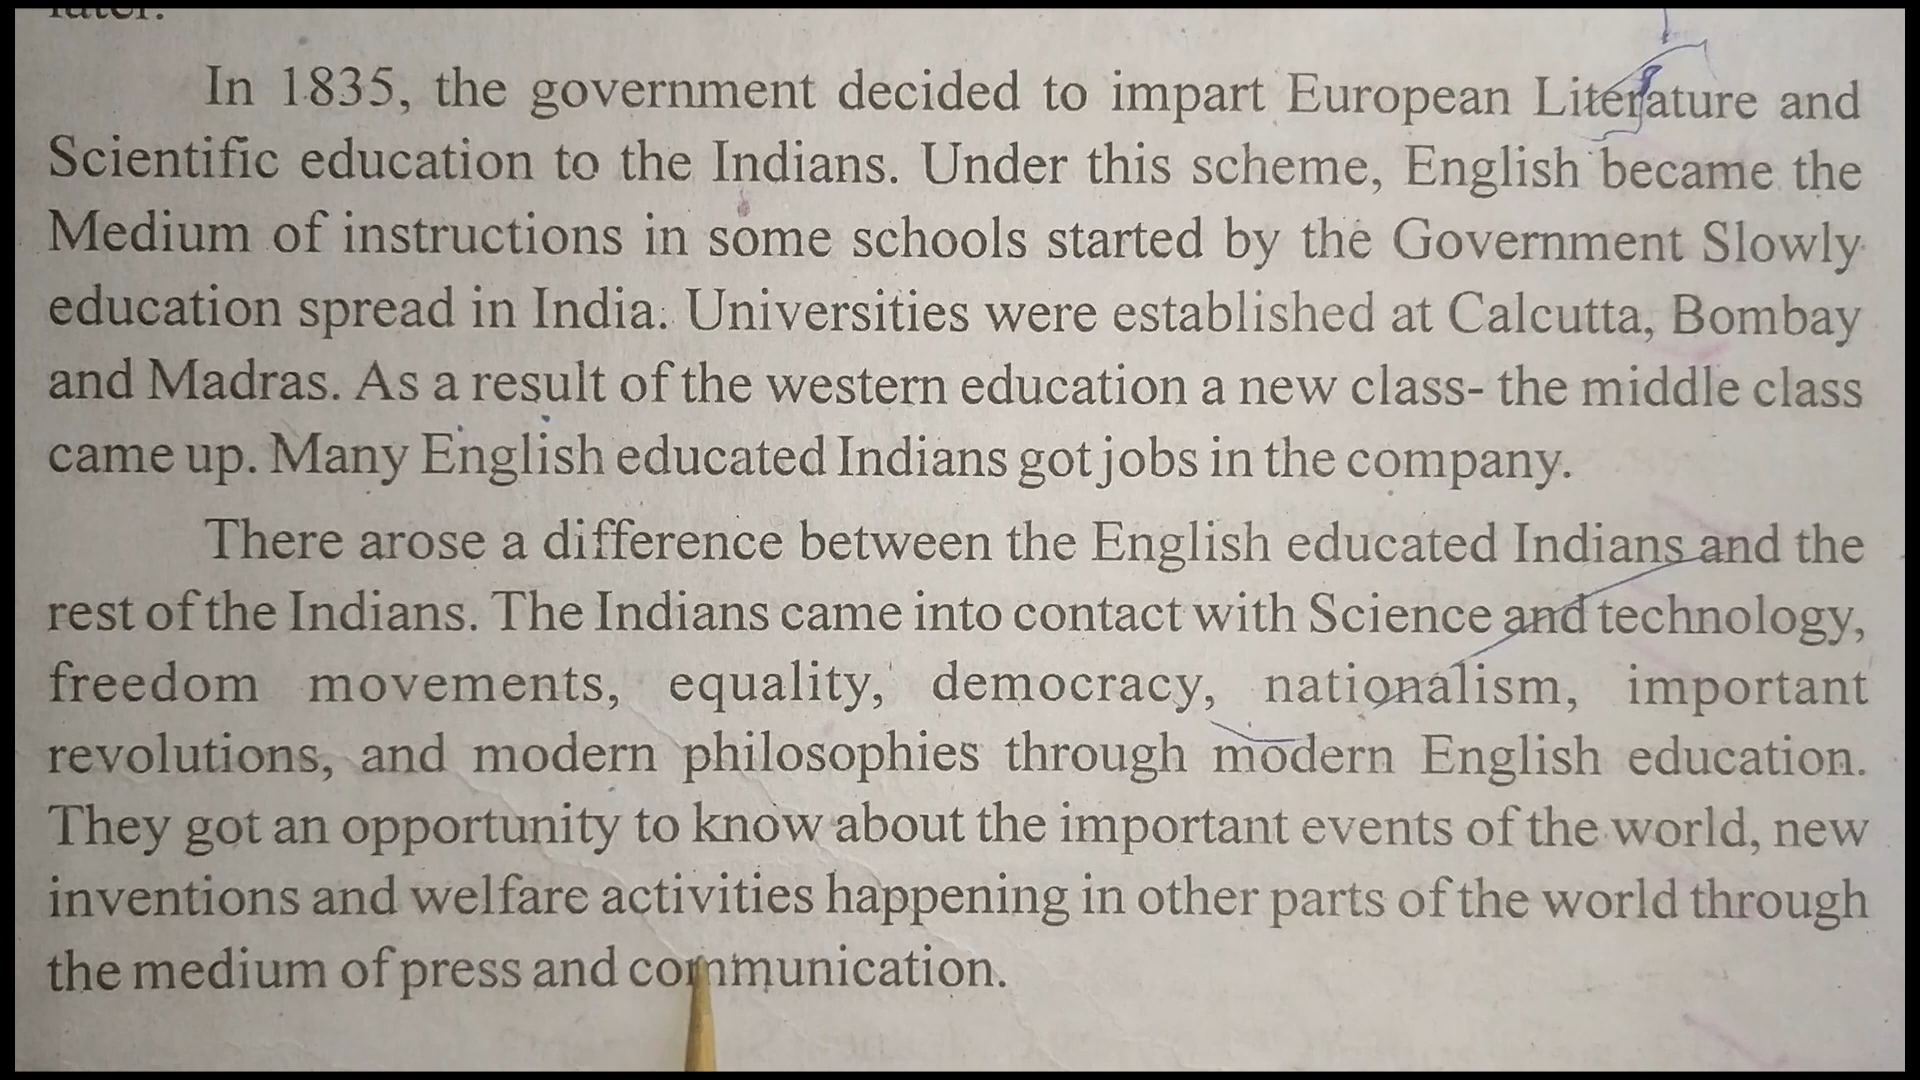 later.
In 1835, the government decided to impart European Literature and
Scientific education to the Indians. Under this scheme, English became the
Medium of instructions in some schools started by the Government Slowly
education spread in India. Universities were established at Calcutta, Bombay
and Madras. As a result of the western education a new class- the middle class
came up. Many English educated Indians got jobs in the company.
There arose a difference between the English educated Indians and the
rest of the Indians. The Indians came into contact with Science and technology,
freedom movements, equality, democracy, nationalism, important
revolutions, and modern philosophies through modern English education.
They got an opportunity to know about the important events of the world, new
inventions and welfare activities happening in other parts of the world through
the medium of press and communication.